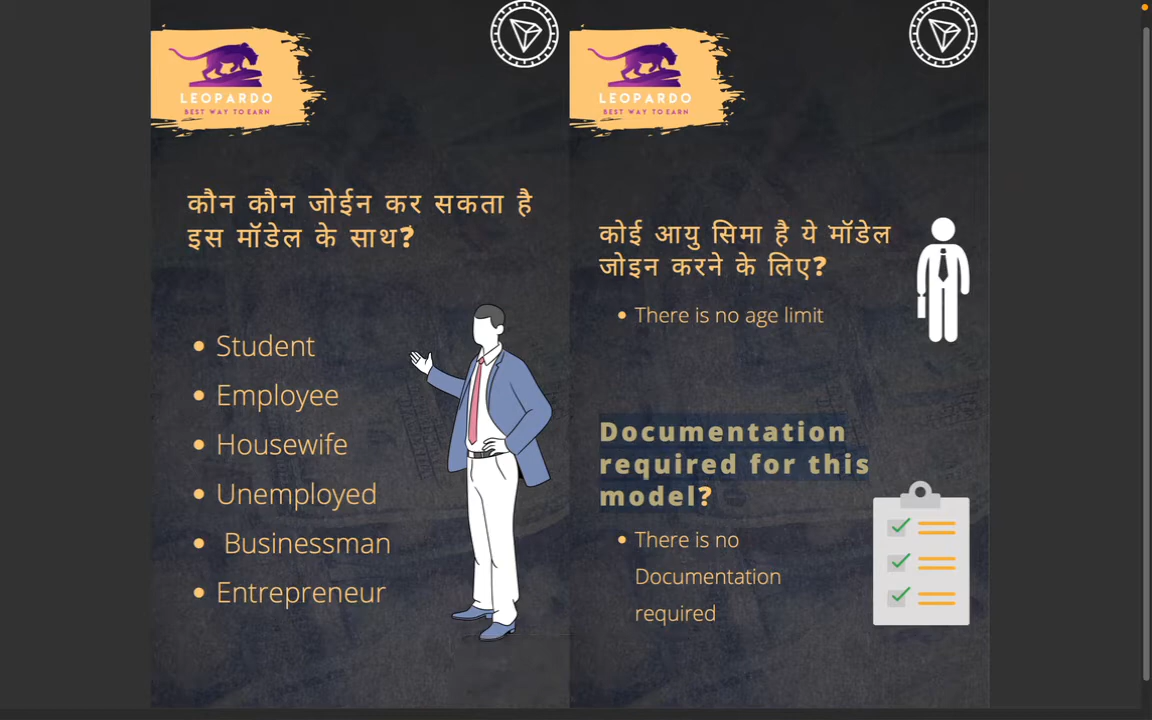 LEOPARDO
BEST WAY TO EARN
कौन कौन जोईन कर सकता है
इस मॉडेल के साथ?
Student
Employee
Housewife
Unemployed
Businessman
Entrepreneur
LEOPARDO
BEST WAY TO EARN
कोई आयु सिमा है ये मॉडेल
जोइन करने के लिए?
There is no age limit
Documentation
required for this
model?
There is no
Documentation
required